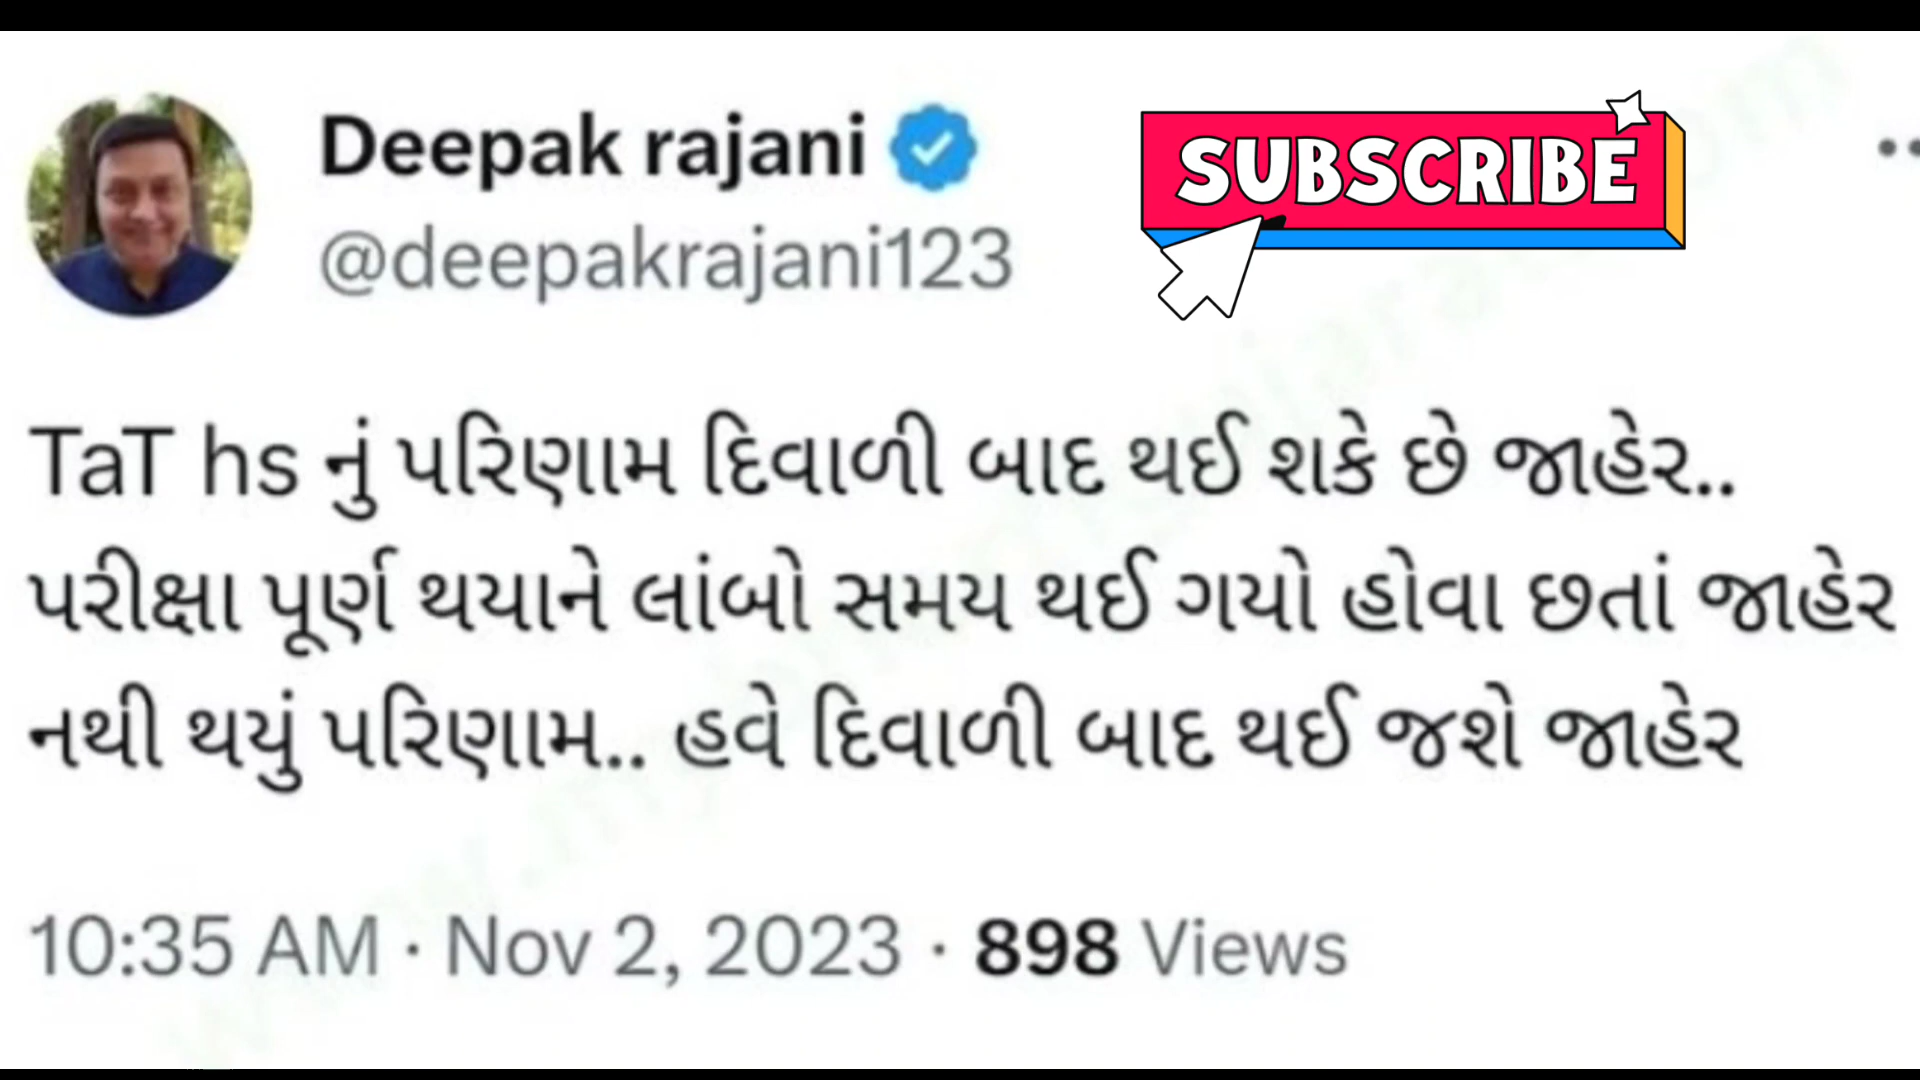 Deepak rajani
@deepakrajani123
SUBSCRIBE
TaT hs નું પરિણામ દિવાળી બાદ થઈ શકે છે જાહેર..
પરીક્ષા પૂર્ણ થયાને લાંબો સમય થઈ ગયો હોવા છતાં જાહેર
નથી થયું પરિણામ.. હવે દિવાળી બાદ થઈ જશે જાહેર
10:35 AM · Nov 2, 2023 · 898 Views